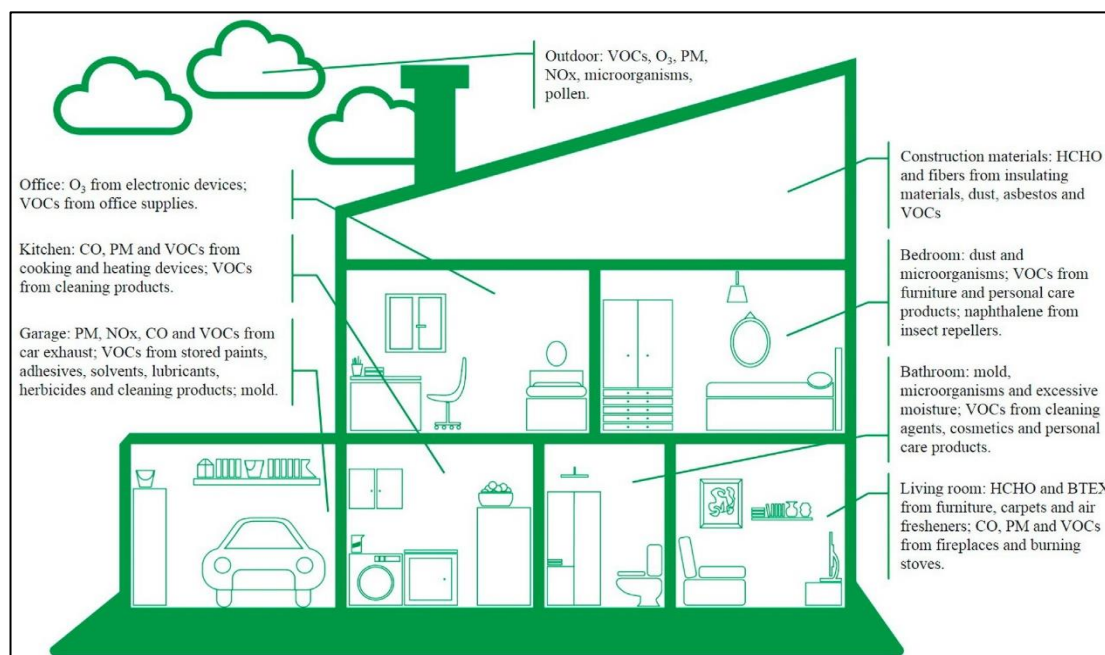 Outdoor: VOCs, O₃, PM,
NOx, microorganisms,
pollen.
Office: O₃ from electronic devices;
VOCs from office supplies.
Kitchen: CO, PM and VOCs from
cooking and heating devices; VOCs
from cleaning products.
Garage: PM, NOx, CO and VOCs from
car exhaust; VOCs from stored paints,
adhesives, solvents, lubricants,
herbicides and cleaning products; mold.
Construction materials: HCHO
and fibers from insulating
materials, dust, asbestos and
VOCs
Bedroom: dust and
microorganisms; VOCs from
furniture and personal care
products; naphthalene from
insect repellers.
Bathroom: mold,
microorganisms and excessive
moisture; VOCs from cleaning
agents, cosmetics and personal
care products.
Living room: HCHO and BTEX
from furniture, carpets and air
fresheners; CO, PM and VOCs
from fireplaces and burning
stoves.